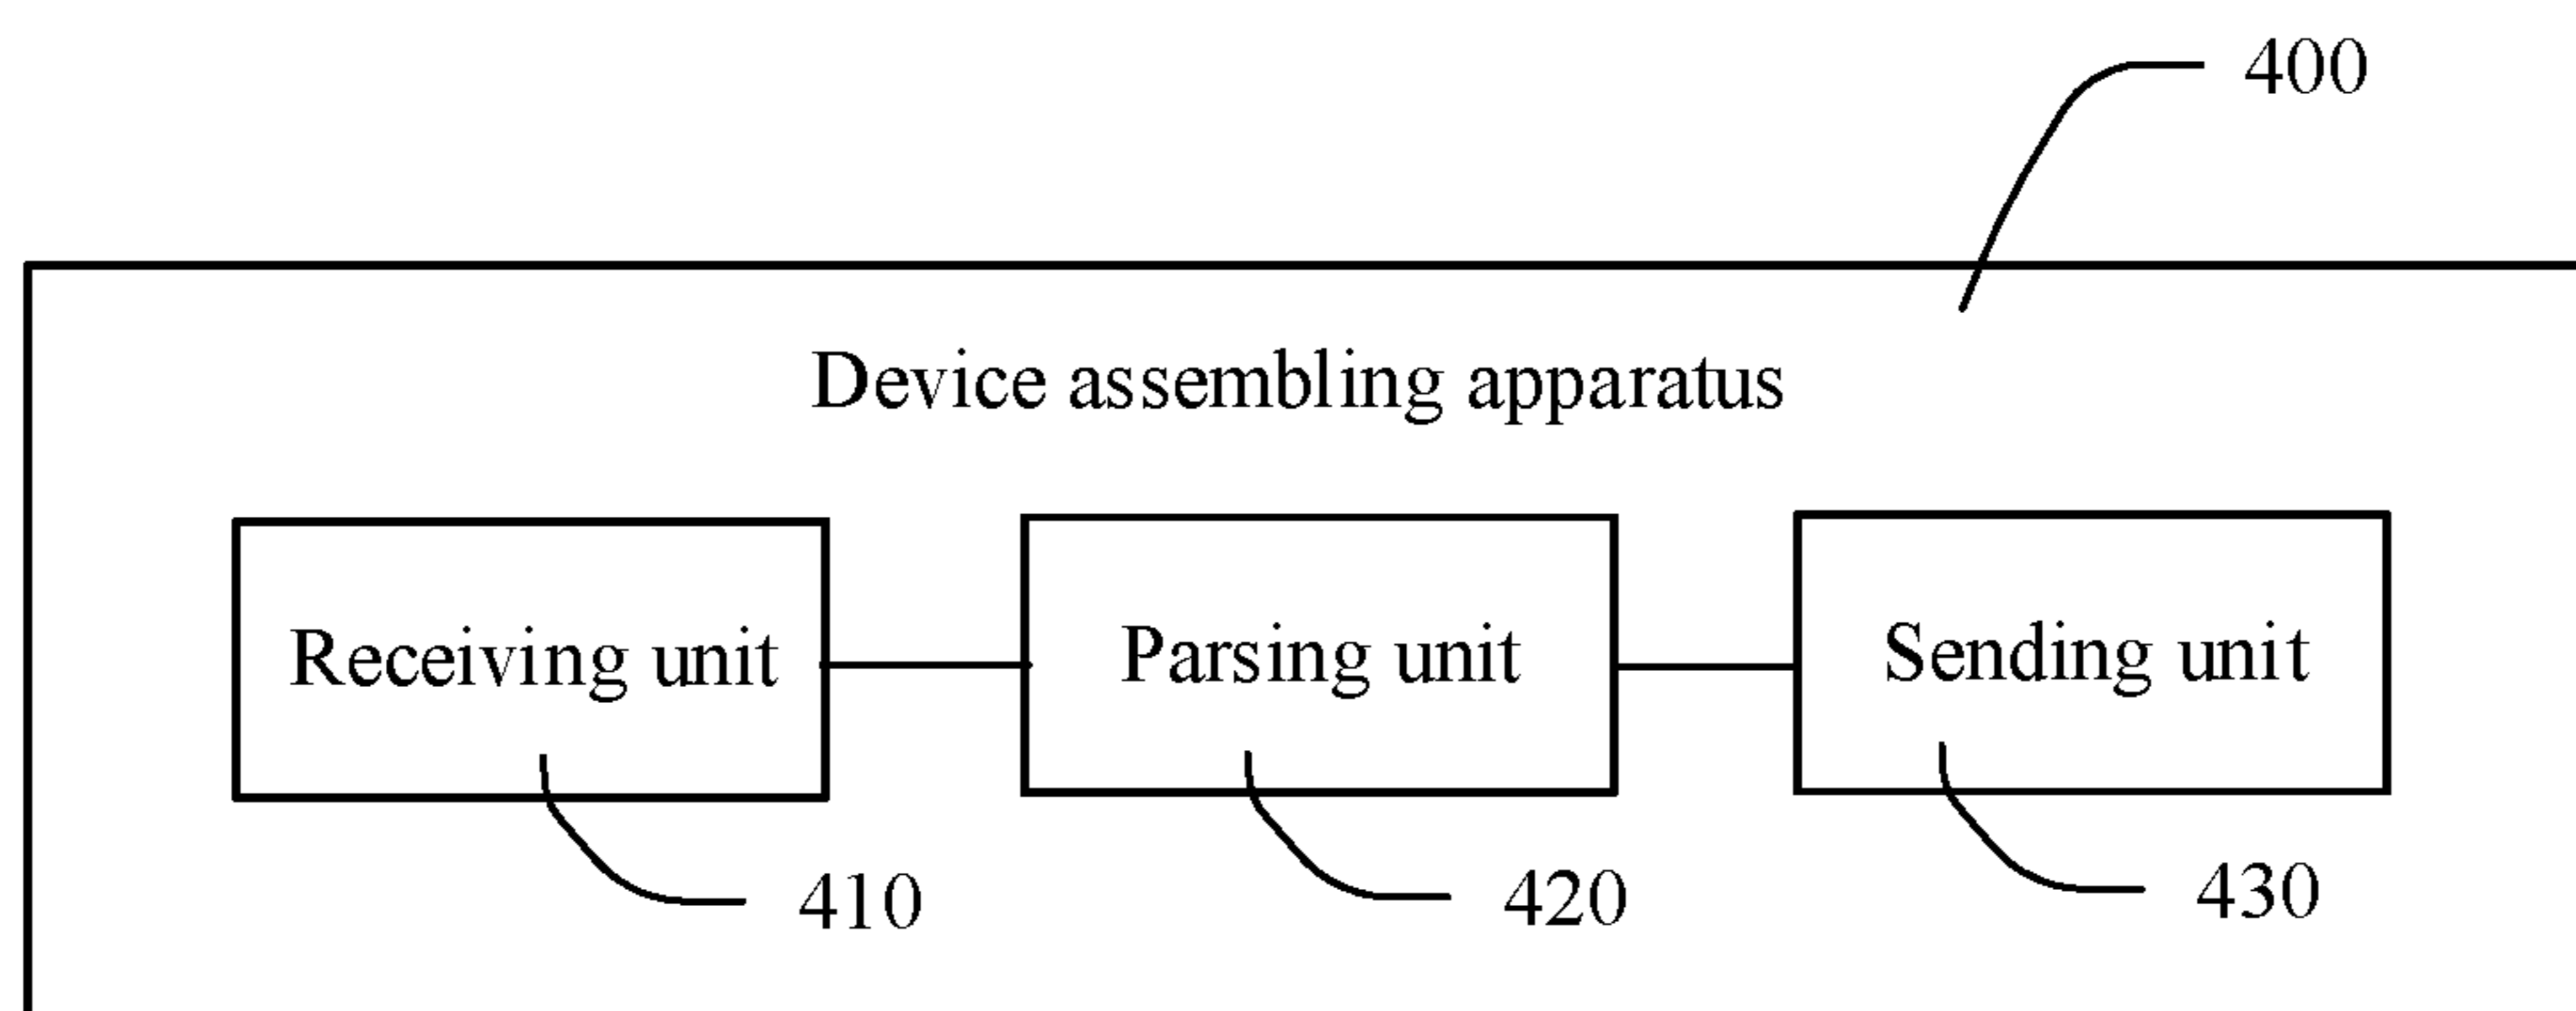 400
Device assembling apparatus
Receiving unit
Parsing unit
Sending unit
410
420
430